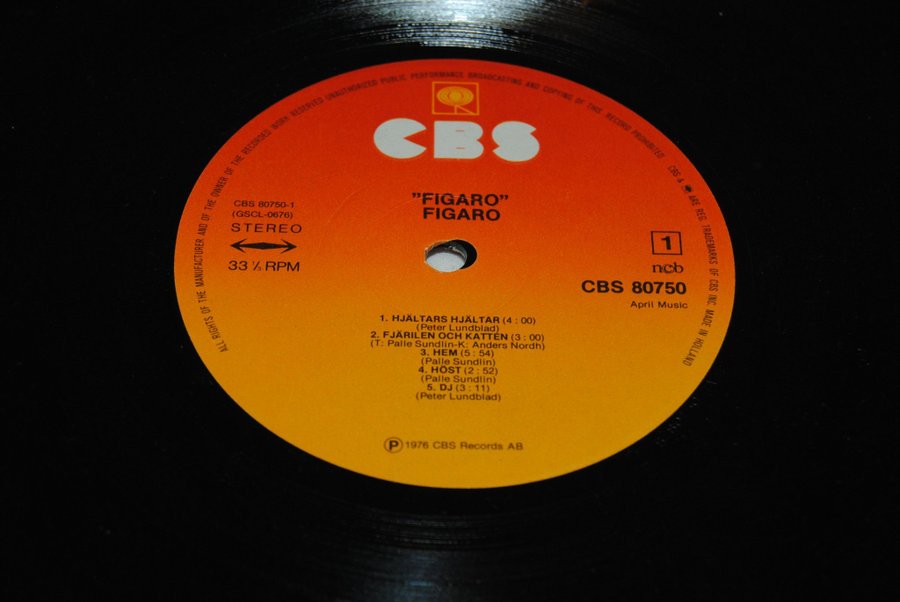 ALL RIGHTS OF THE MANUFACTURER AND OF THE OWNER OF THE RECORDED WORK RESERVED UNAUTHORIZED PUBLIC PERFORMANCE BROADCASTING AND COPYING OF THIS RECORD PROHIBITED · CBS & ARE REG. TRADEMARKS OF CBS INC. MADE IN HOLLAND
CBS
"FIGARO"
FIGARO
CBS 80750-1
(GSCL-0676)
STEREO
33 ⅓ RPM
1
ncb
CBS 80750
April Music
1. HJÄLTARS HJÄLTAR (4 : 00)
(Peter Lundblad)
2. FJÄRILEN OCH KATTEN (3 : 00)
(T: Palle Sundlin-K: Anders Nordh)
3. HEM (5 : 54)
(Palle Sundlin)
4. HÖST (2 : 52)
(Palle Sundlin)
5. DJ (3 : 11)
(Peter Lundblad)
Ⓟ 1976 CBS Records AB